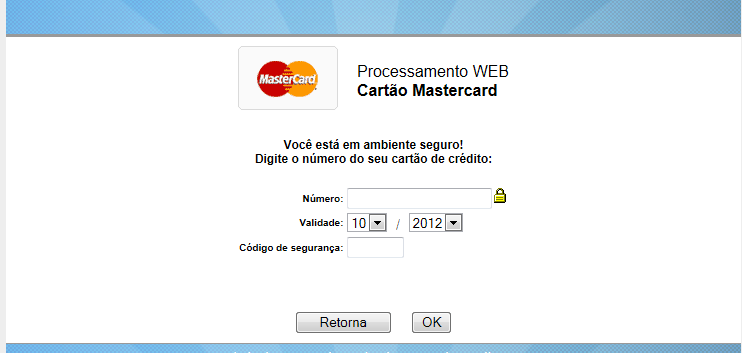 MasterCard
Processamento WEB
Cartão Mastercard
Você está em ambiente seguro!
Digite o número do seu cartão de crédito:
Número:
Validade: 10 / 2012
Código de segurança:
Retorna OK